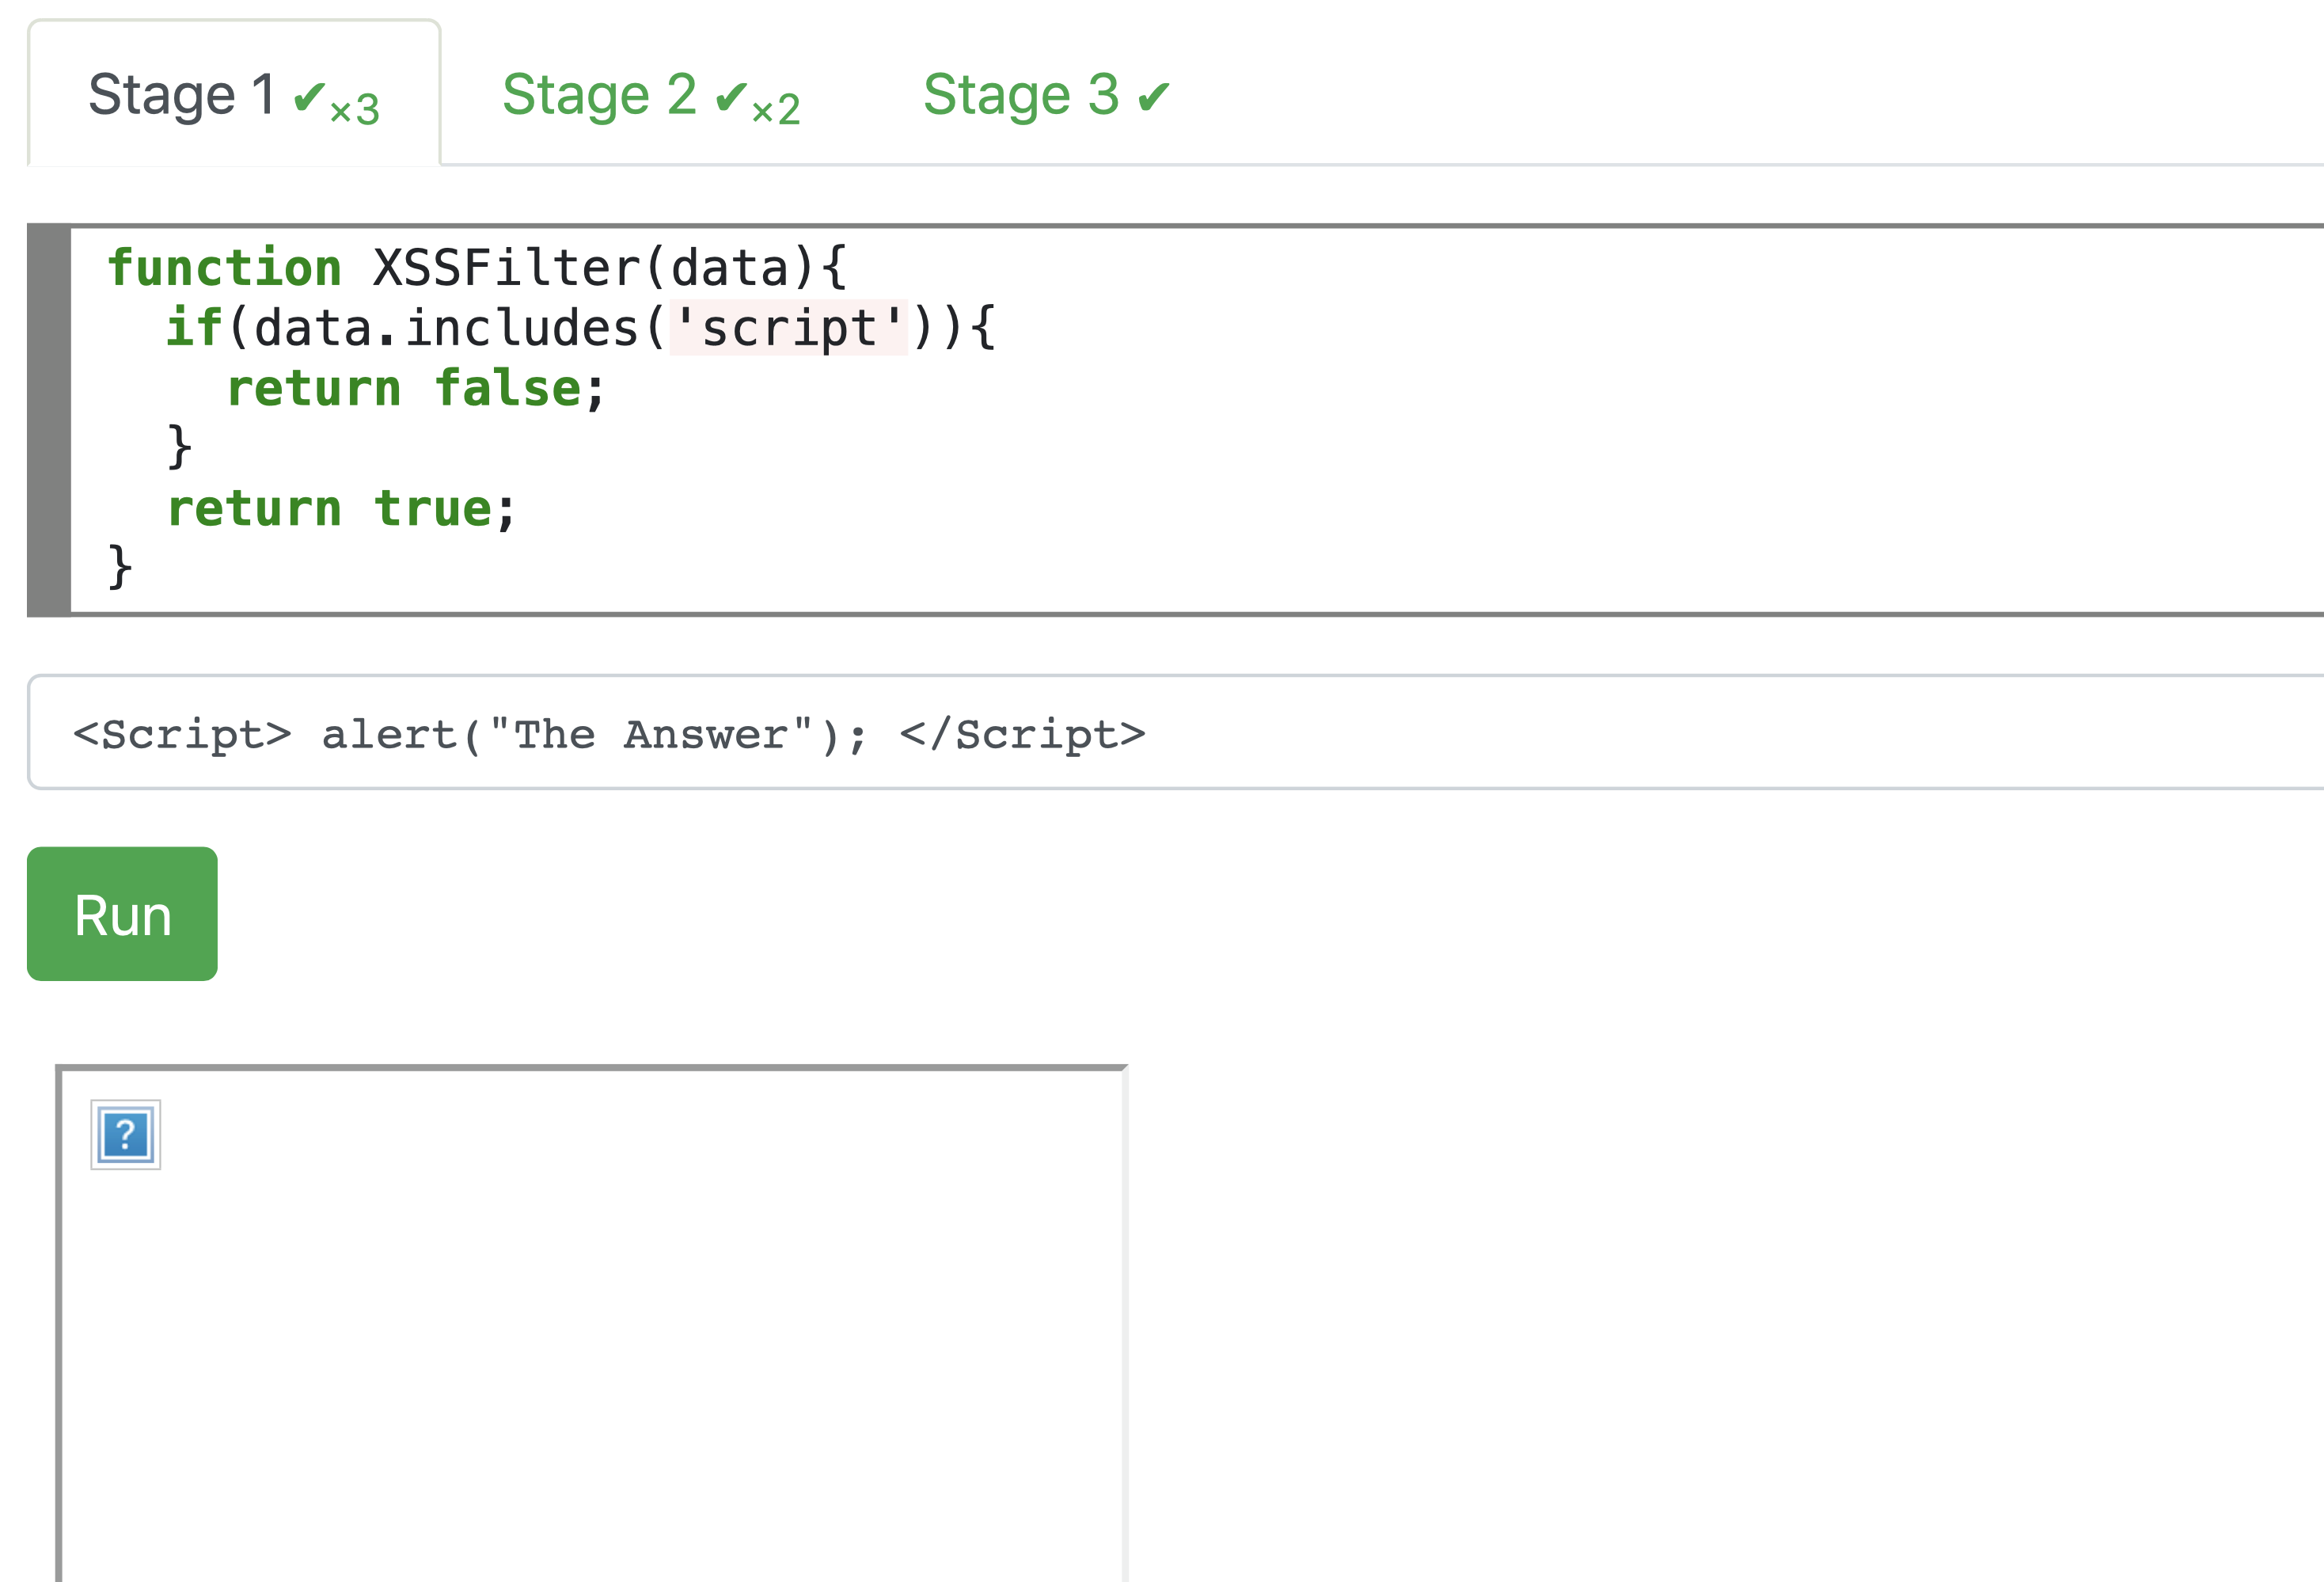 Stage 1 ✔×3 Stage 2 ✔×2 Stage 3 ✔
function XSSFilter(data){
if(data.includes('script')){
return false;
}
return true;
}
<Script> alert("The Answer"); </Script>
Run
?